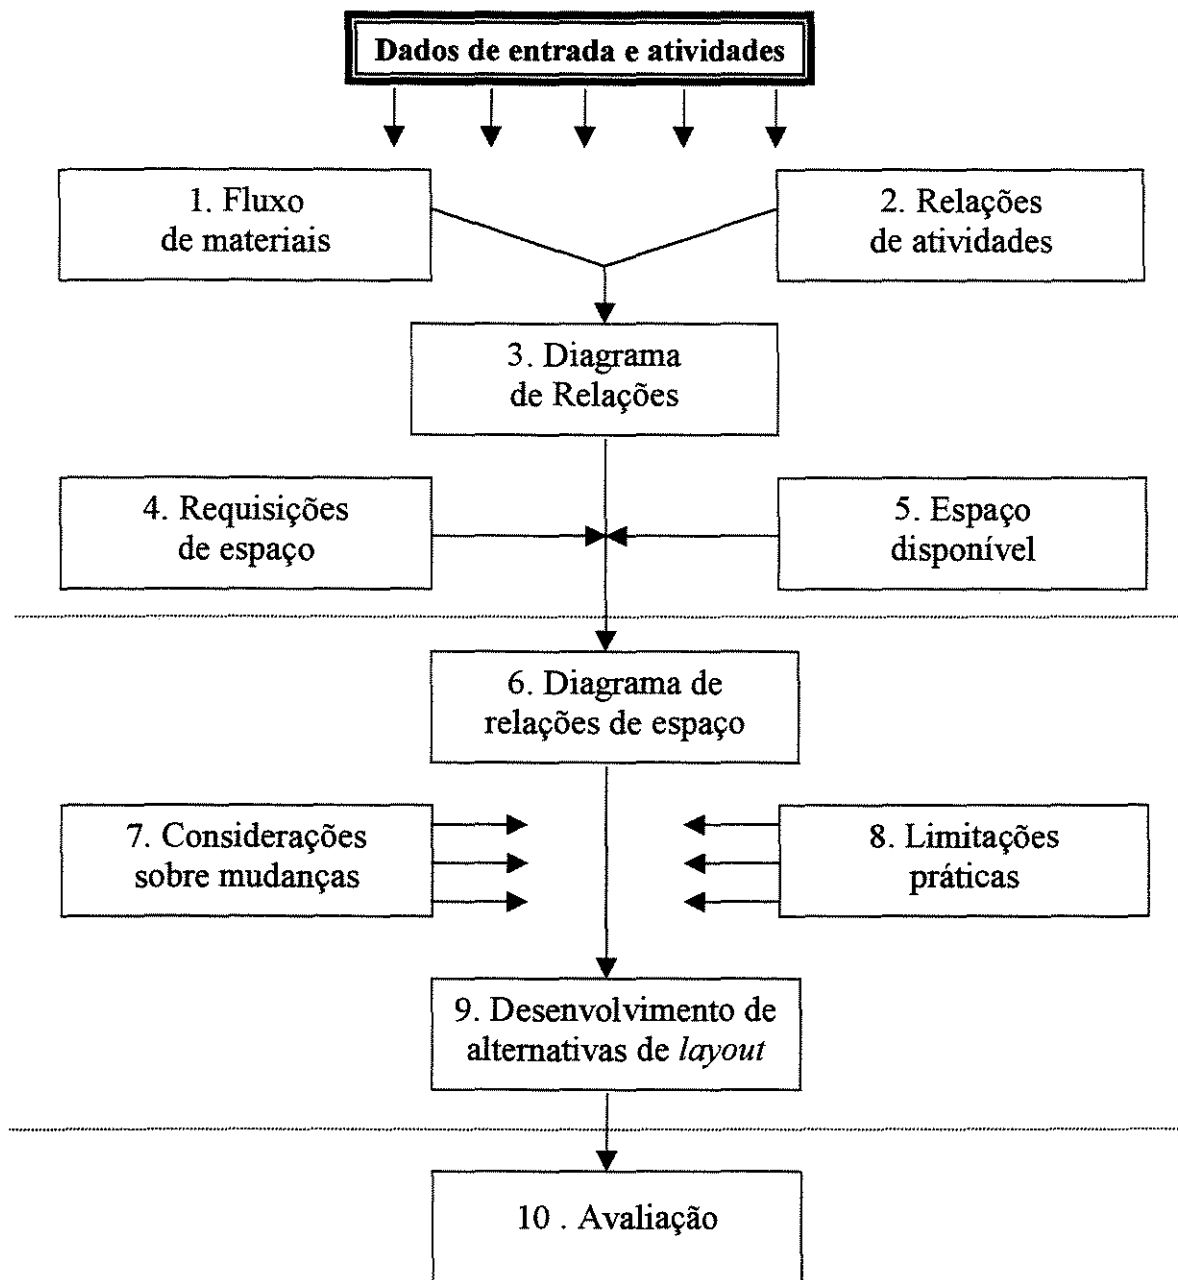 Dados de entrada e atividades
1. Fluxo
de materiais
2. Relações
de atividades
3. Diagrama
de Relações
4. Requisições
de espaço
5. Espaço
disponível
6. Diagrama de
relações de espaço
7. Considerações
sobre mudanças
8. Limitações
práticas
9. Desenvolvimento de
alternativas de layout
10 . Avaliação